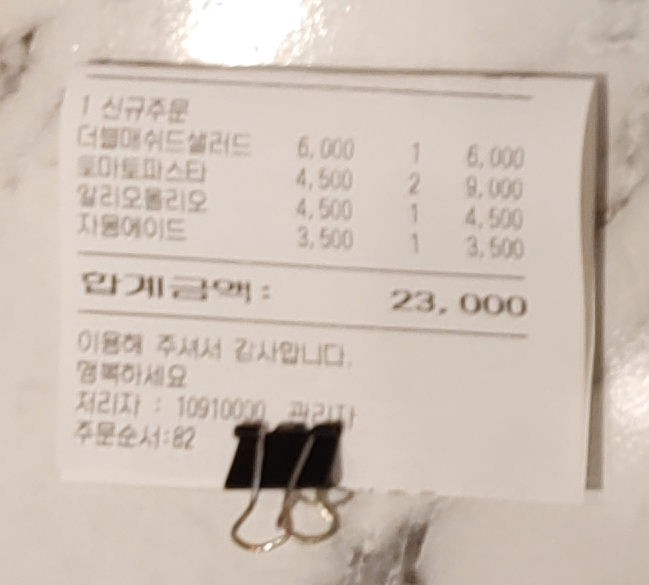 1 신규주문
더블매쉬드샐러드 6,000 1 6,000
토마토파스타 4,500 2 9,000
알리오올리오 4,500 1 4,500
자몽에이드 3,500 1 3,500
합계금액: 23,000
이용해 주셔서 감사합니다.
행복하세요
처리자 : 10910000 관리자
주문순서:82